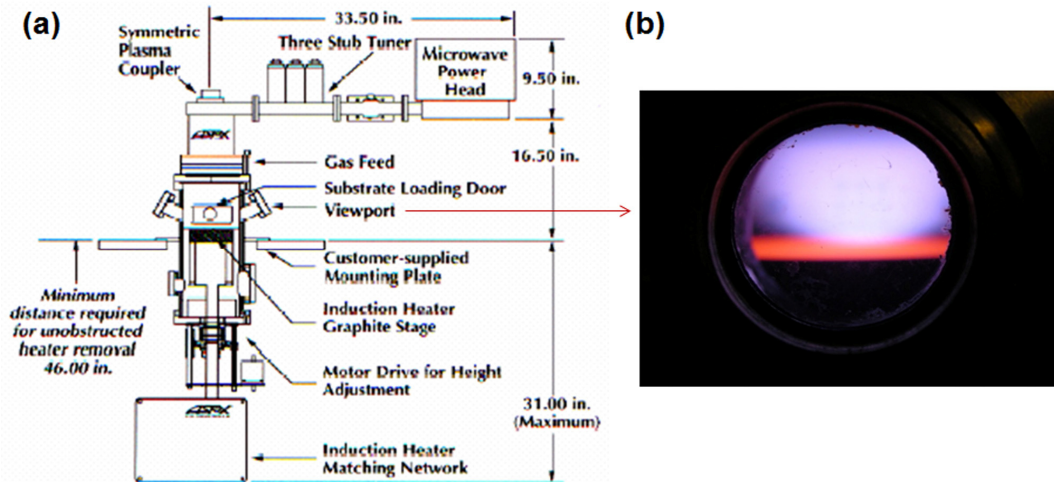 (a)
33.50 in.
(b)
Symmetric
Plasma
Coupler
Three Stub Tuner
Microwave
Power
Head
9.50 in.
16.50 in.
Gas Feed
Substrate Loading Door
Viewport
Customer-supplied
Mounting Plate
Minimum
distance required
for unobstructed
heater removal
46.00 in.
Induction Heater
Graphite Stage
Motor Drive for Height
Adjustment
31.00 in.
(Maximum)
Induction Heater
Matching Network